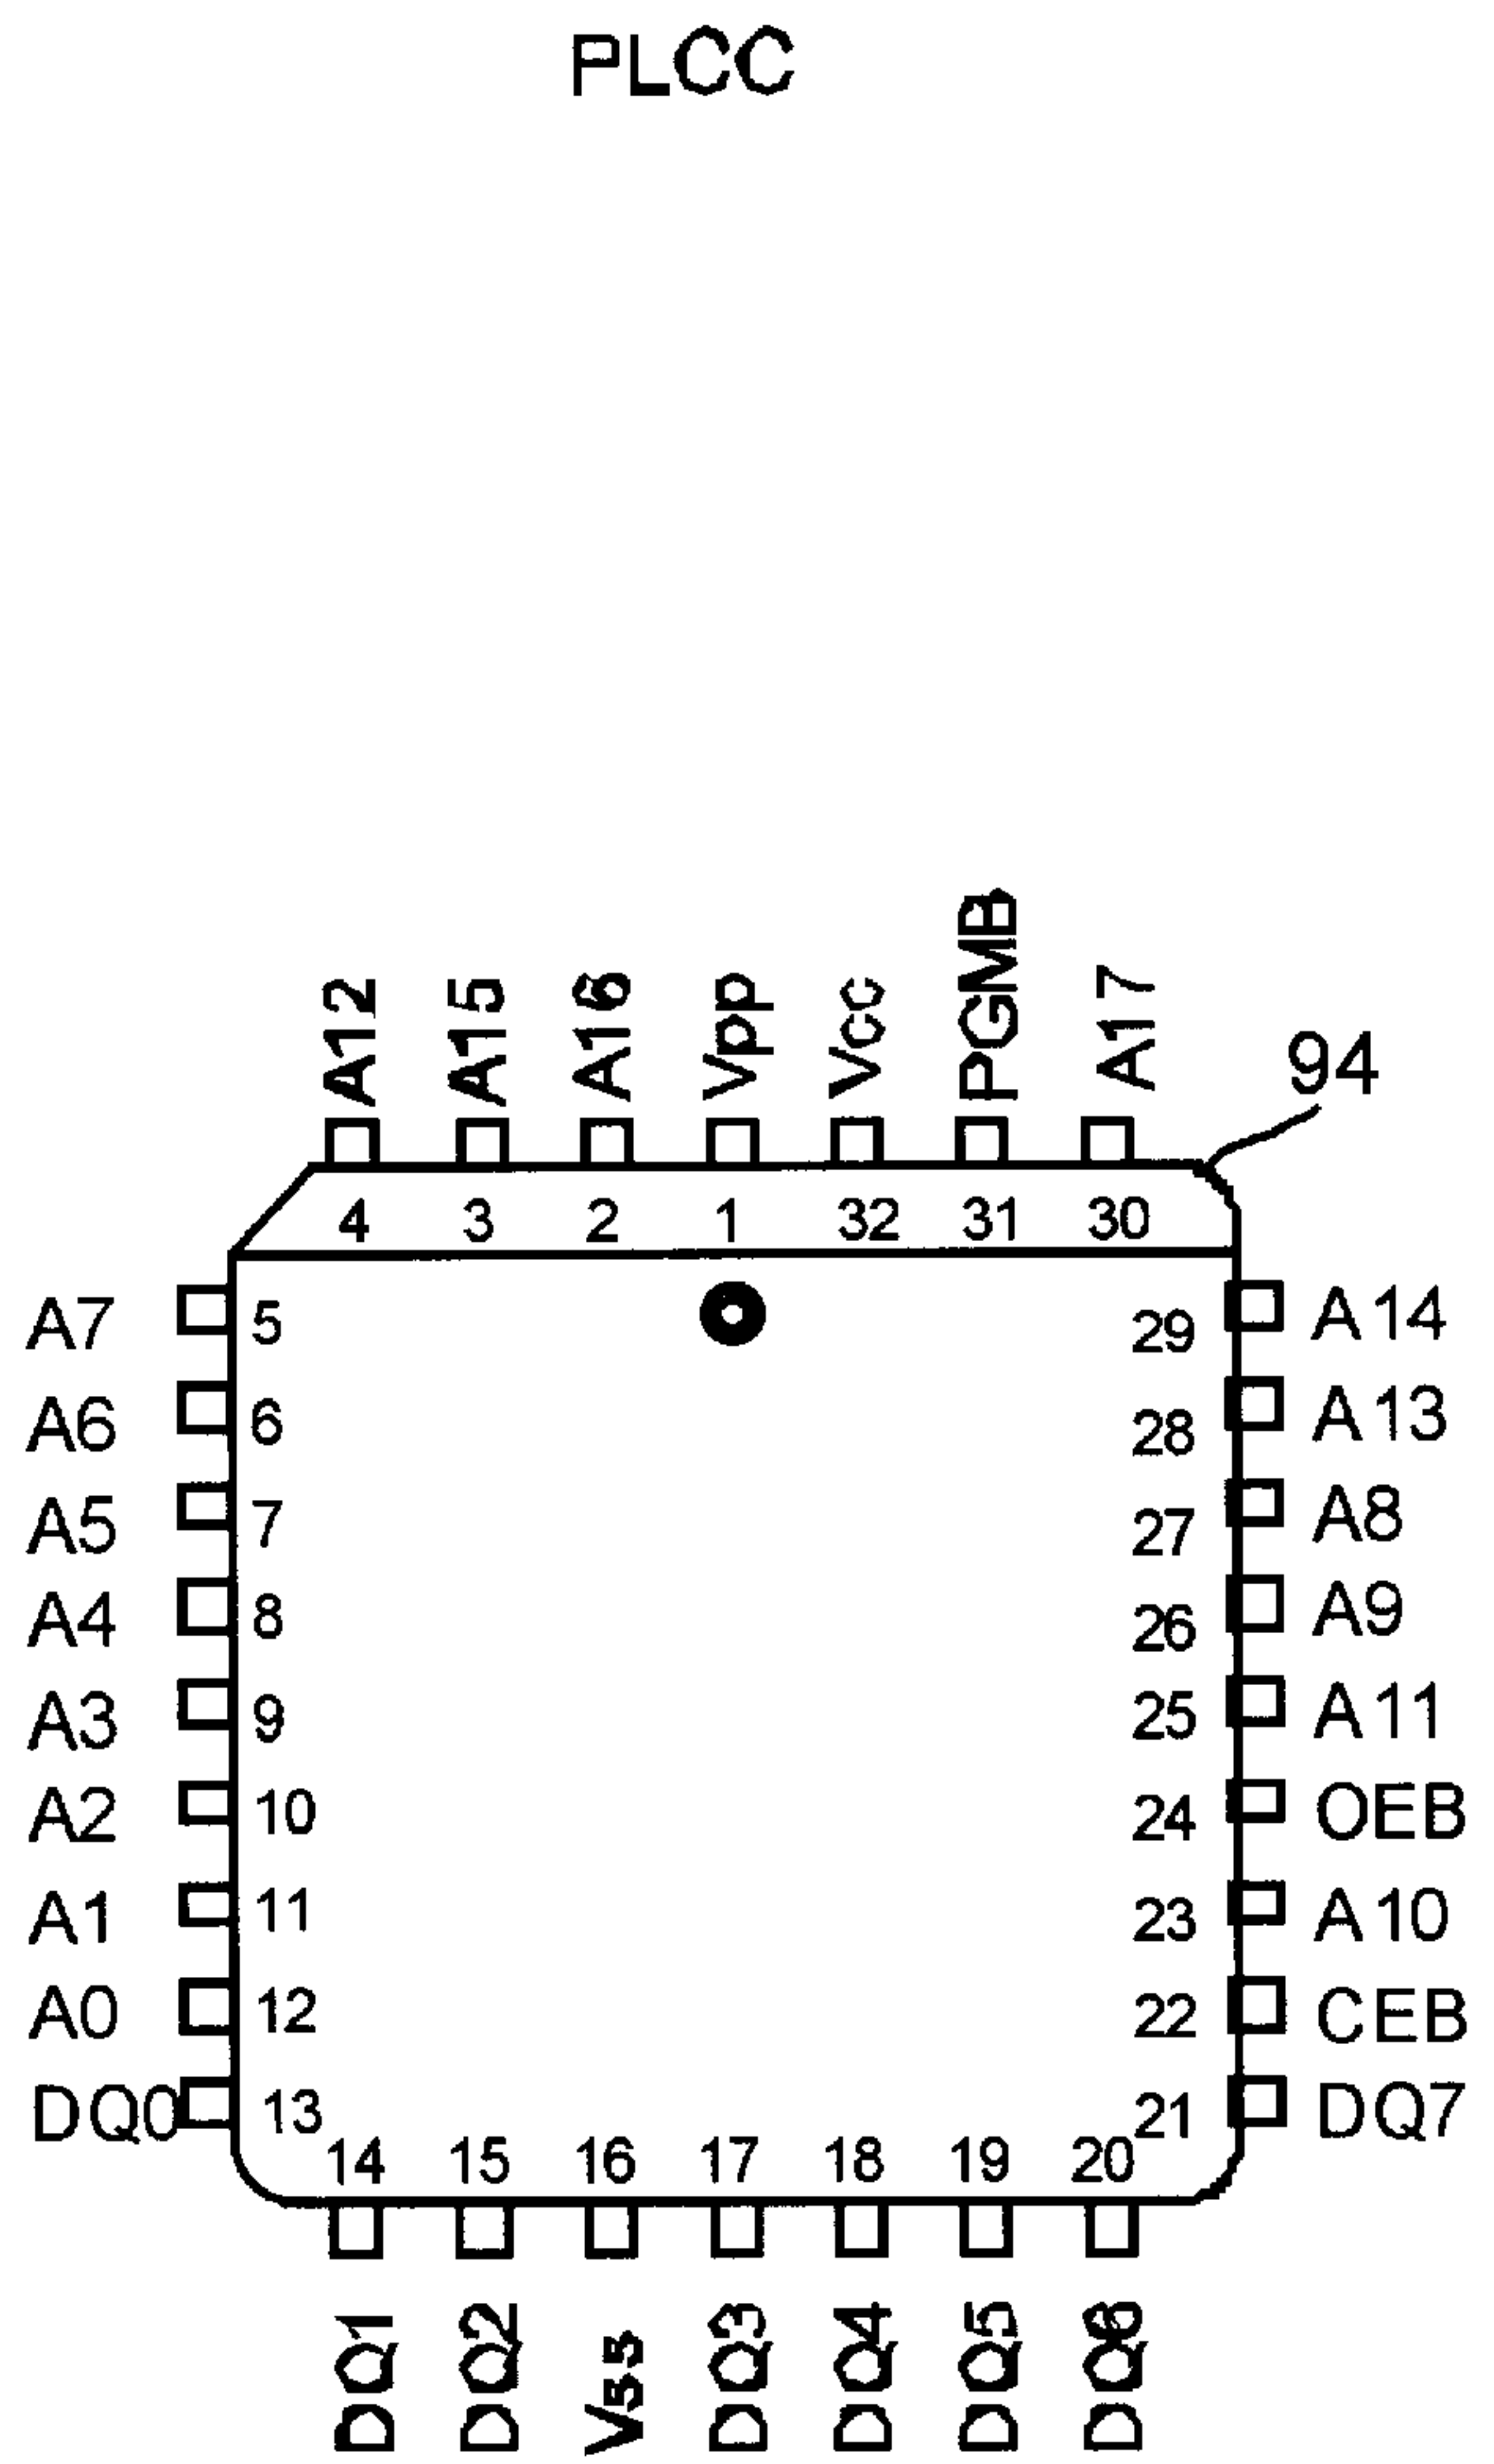 PLCC
A12 A15 A16 Vpp Vcc PGMB A17
94
4 3 2 1 32 31 30
A7 5 29 A14
A6 6 28 A13
A5 7 27 A8
A4 8 26 A9
A3 9 25 A11
A2 10 24 OEB
A1 11 23 A10
A0 12 22 CEB
DQ0 13 21 DQ7
14 15 16 17 18 19 20
DQ1 DQ2 Vss DQ3 DQ4 DQ5 DQ6